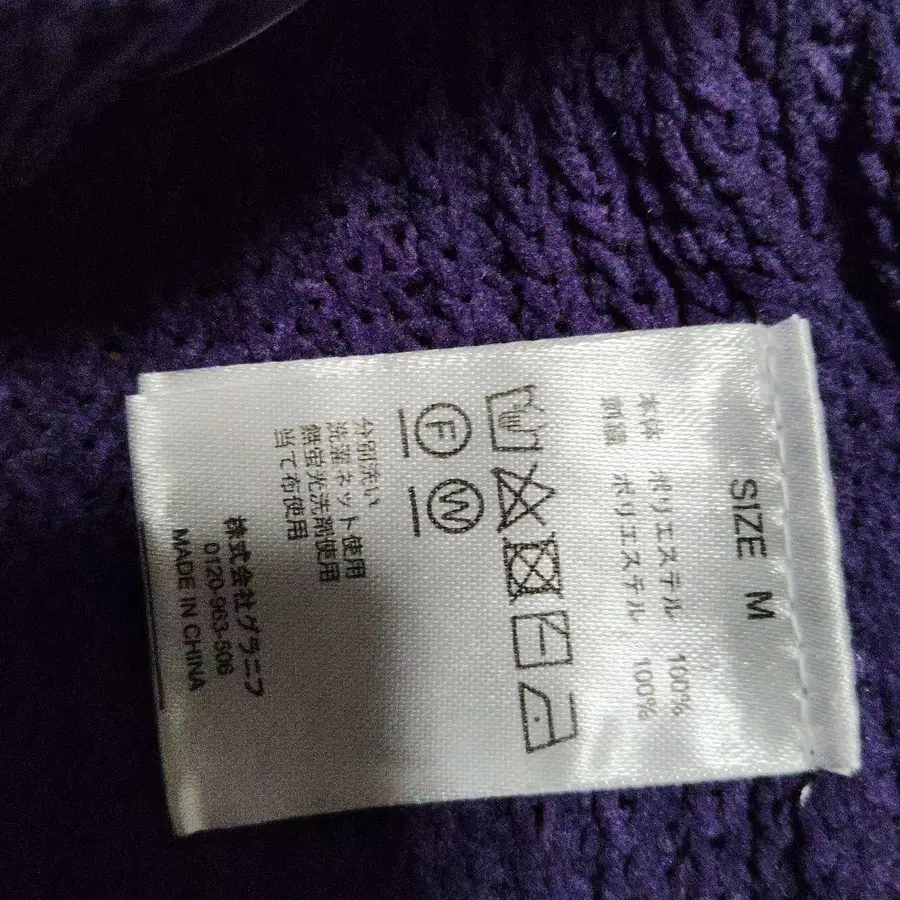 SIZE M
本体 ポリエステル 100%
刺繍 ポリエステル 100%
F W
分別洗い
洗濯ネット使用
無蛍光洗剤使用
当て布使用
株式会社グラニフ
0120-963-506
MADE IN CHINA